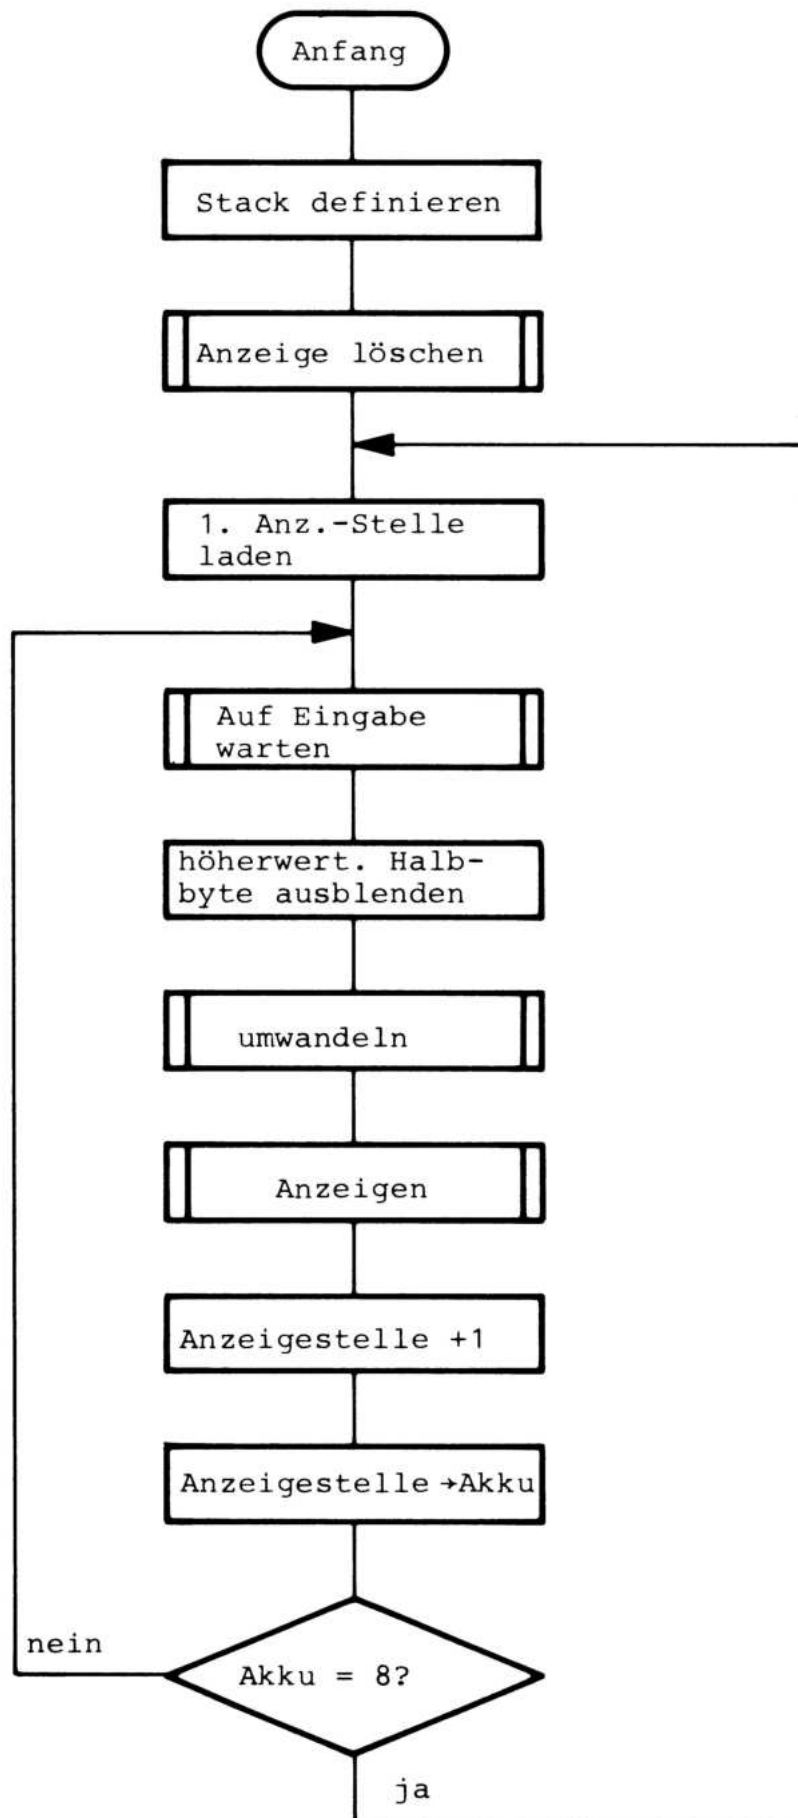 Anfang
Stack definieren
Anzeige löschen
1. Anz.-Stelle
laden
Auf Eingabe
warten
höherwert. Halb-
byte ausblenden
umwandeln
Anzeigen
Anzeigestelle +1
Anzeigestelle →Akku
nein
Akku = 8?
ja